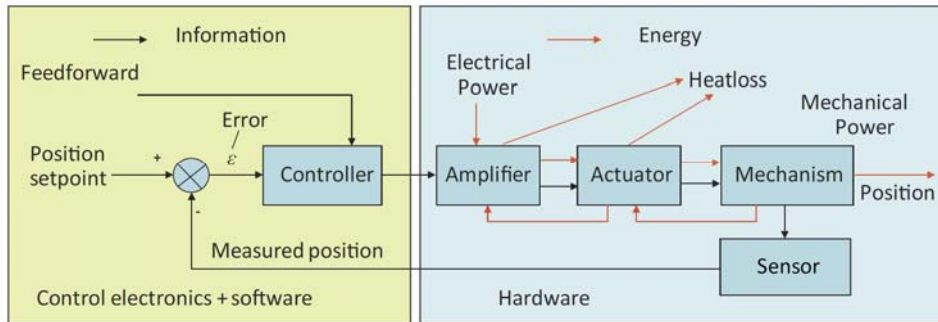 Information
Feedforward
Error
ε
Position
setpoint
+
-
Controller
Measured position
Control electronics + software
Energy
Electrical
Power
Heatloss
Mechanical
Power
Amplifier
Actuator
Mechanism
Position
Sensor
Hardware